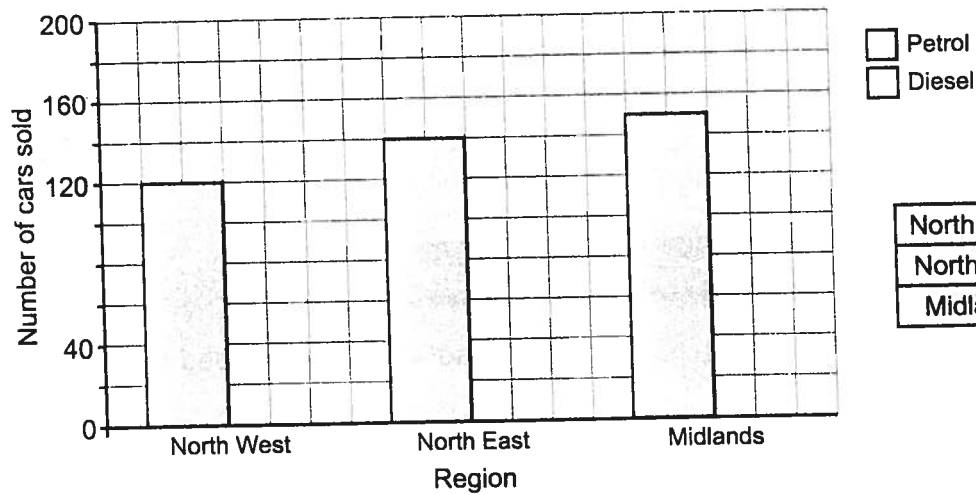 200
160
120
40
0
Number of cars sold
North West
North East
Midlands
Region
Petrol
Diesel
North
North